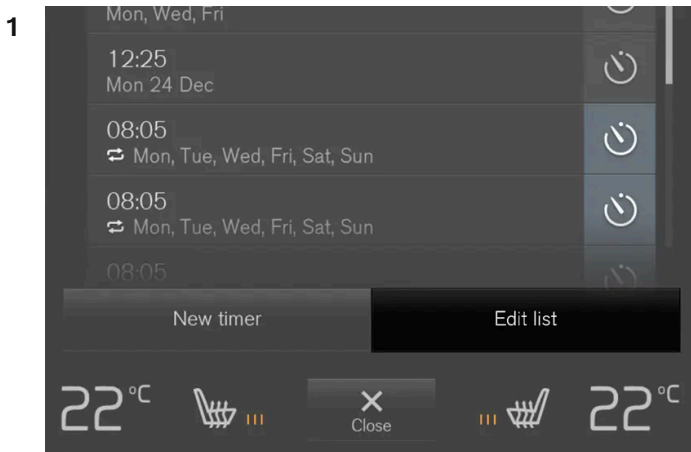 1
Mon, Wed, Fri
12:25
Mon 24 Dec
08:05
Mon, Tue, Wed, Fri, Sat, Sun
08:05
Mon, Tue, Wed, Fri, Sat, Sun
08:05
New timer
Edit list
22°C
Close
22°C